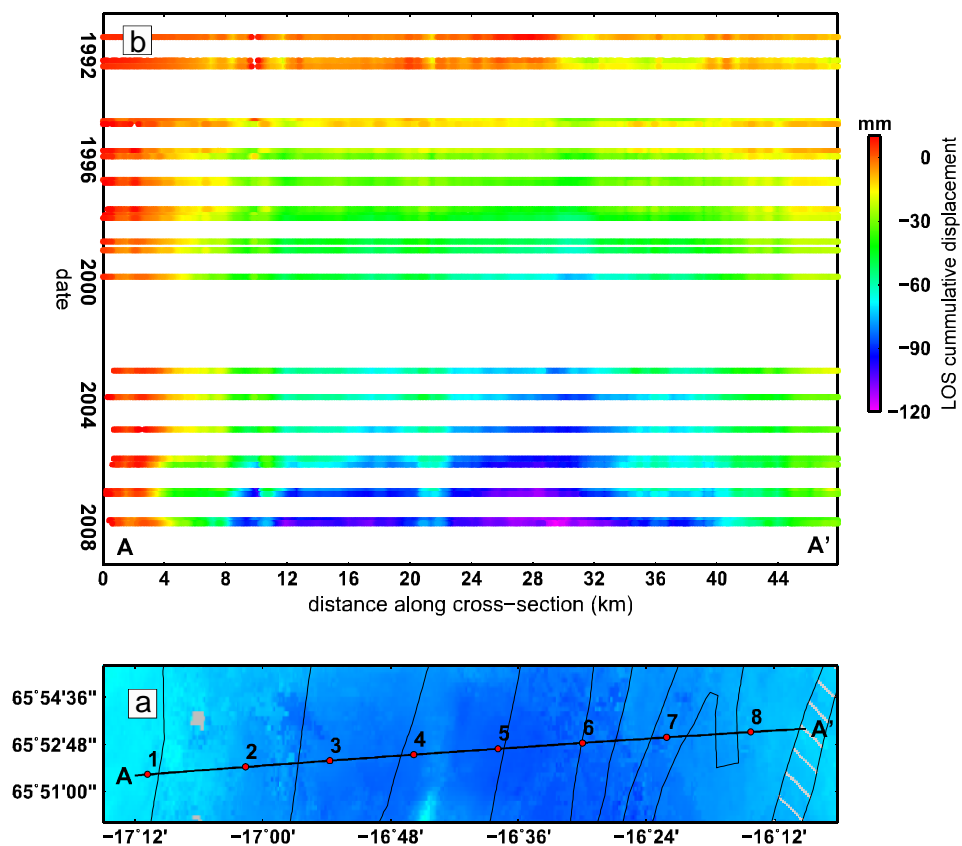 b
1992
1996
2000
2004
2008
date
A
A'
0 4 8 12 16 20 24 28 32 36 40 44
distance along cross−section (km)
mm
0
−30
−60
−90
−120
LOS cummulative displacement
a
65°54'36"
65°52'48"
65°51'00"
A
1
2
3
4
5
6
7
8
A'
−17°12' −17°00' −16°48' −16°36' −16°24' −16°12'